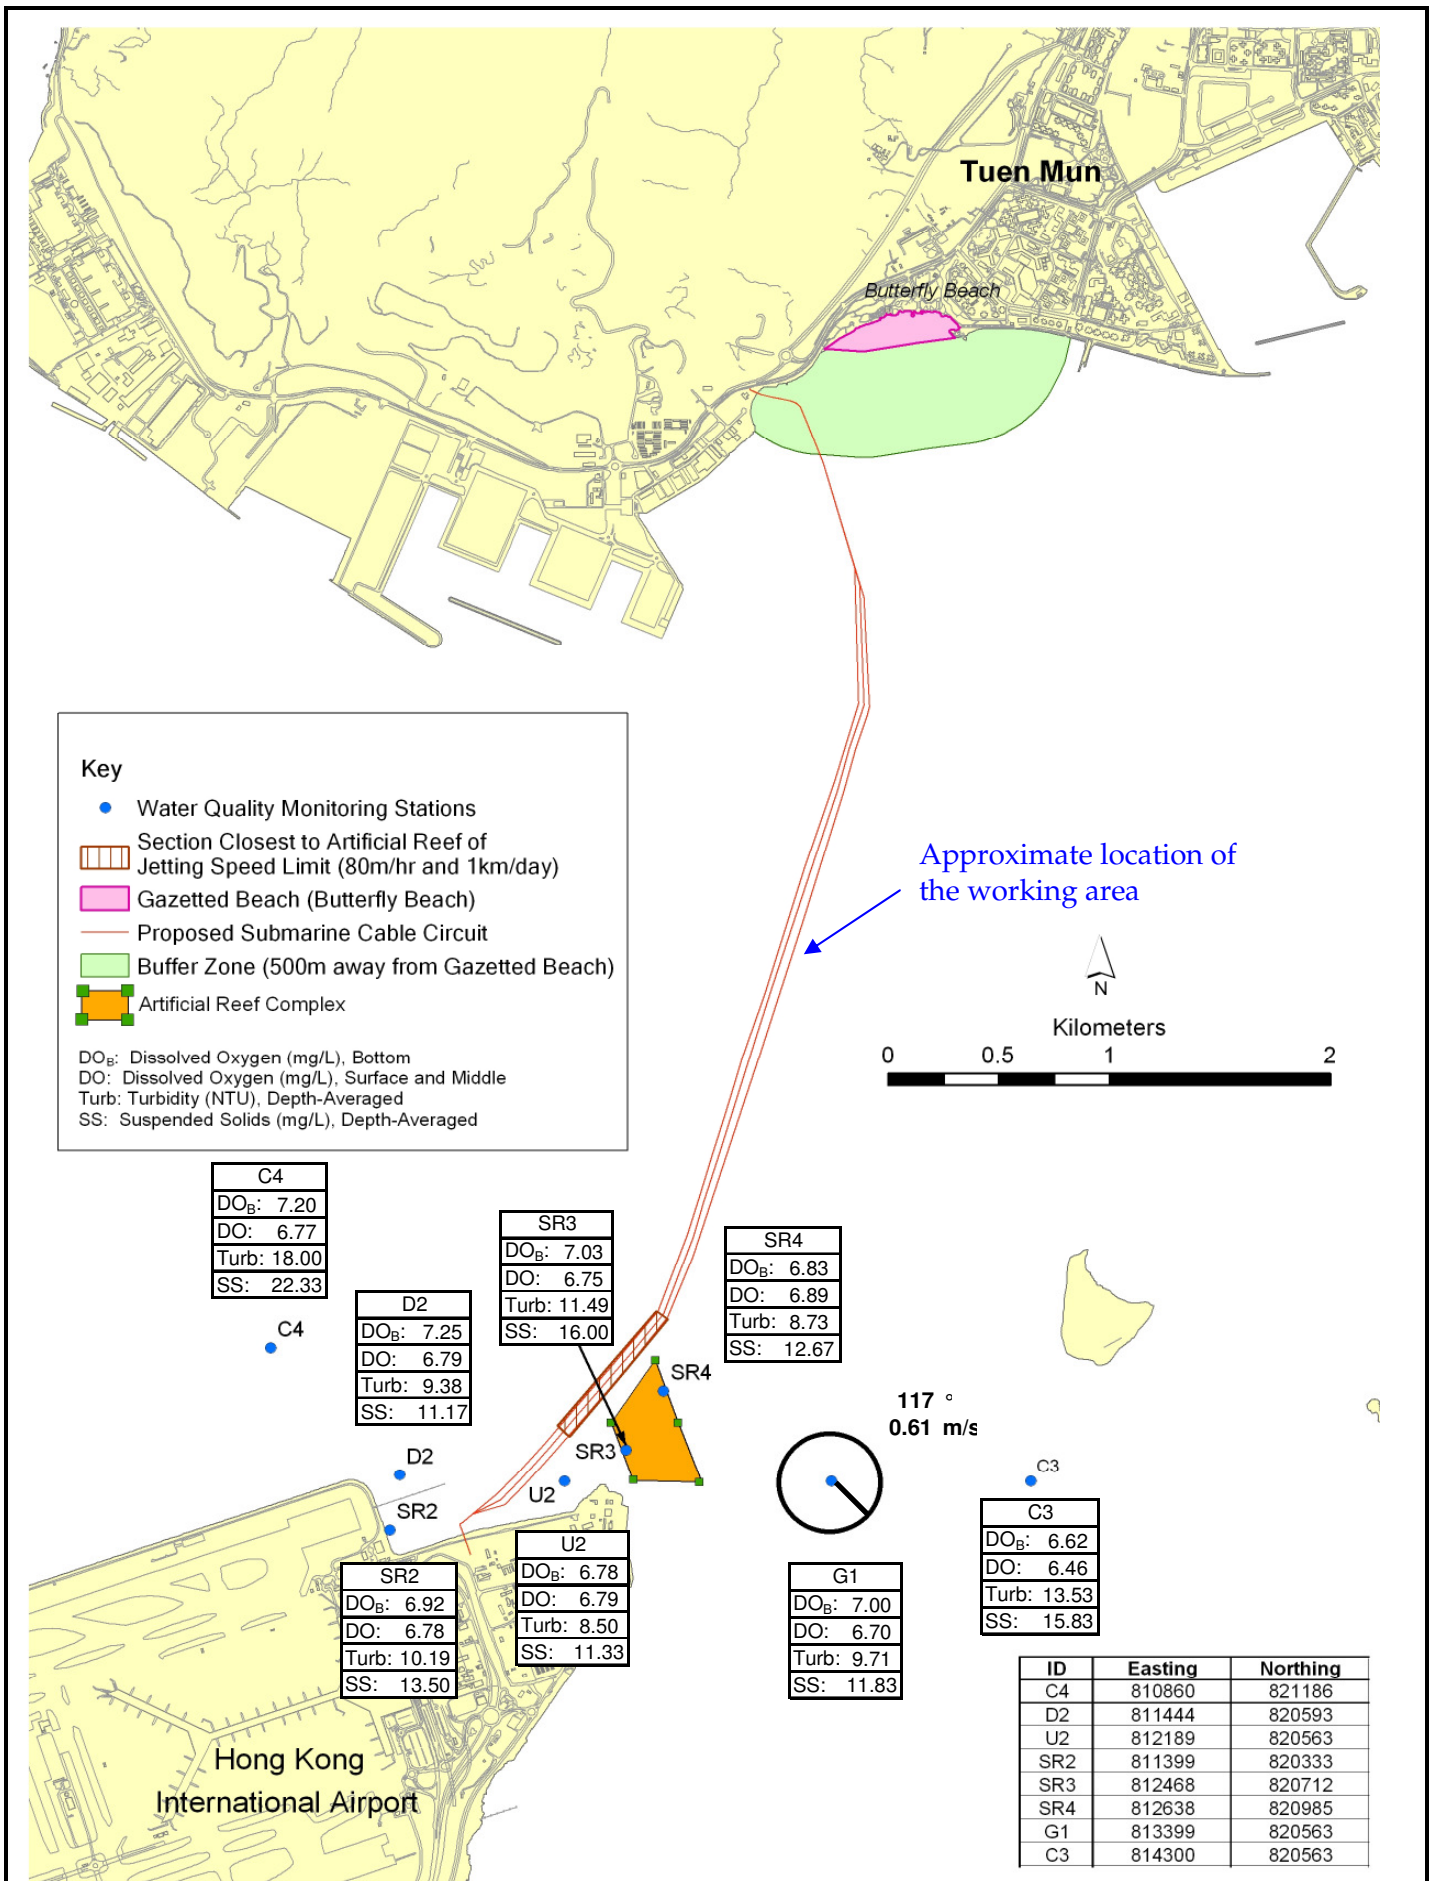 Tuen Mun
Butterfly Beach
Key
Water Quality Monitoring Stations
Section Closest to Artificial Reef of
Jetting Speed Limit (80m/hr and 1km/day)
Gazetted Beach (Butterfly Beach)
Proposed Submarine Cable Circuit
Buffer Zone (500m away from Gazetted Beach)
Artificial Reef Complex
DOB: Dissolved Oxygen (mg/L), Bottom
DO: Dissolved Oxygen (mg/L), Surface and Middle
Turb: Turbidity (NTU), Depth-Averaged
SS: Suspended Solids (mg/L), Depth-Averaged
Approximate location of
the working area
N
Kilometers
0 0.5 1 2
C4
DOB: 7.20
DO: 6.77
Turb: 18.00
SS: 22.33
C4
D2
DOB: 7.25
DO: 6.79
Turb: 9.38
SS: 11.17
D2
SR3
DOB: 7.03
DO: 6.75
Turb: 11.49
SS: 16.00
SR3
SR4
DOB: 6.83
DO: 6.89
Turb: 8.73
SS: 12.67
SR4
117 °
0.61 m/s
C3
C3
DOB: 6.62
DO: 6.46
Turb: 13.53
SS: 15.83
U2
U2
DOB: 6.78
DO: 6.79
Turb: 8.50
SS: 11.33
SR2
SR2
DOB: 6.92
DO: 6.78
Turb: 10.19
SS: 13.50
G1
DOB: 7.00
DO: 6.70
Turb: 9.71
SS: 11.83
Hong Kong
International Airport
ID Easting Northing
C4 810860 821186
D2 811444 820593
U2 812189 820563
SR2 811399 820333
SR3 812468 820712
SR4 812638 820985
G1 813399 820563
C3 814300 820563